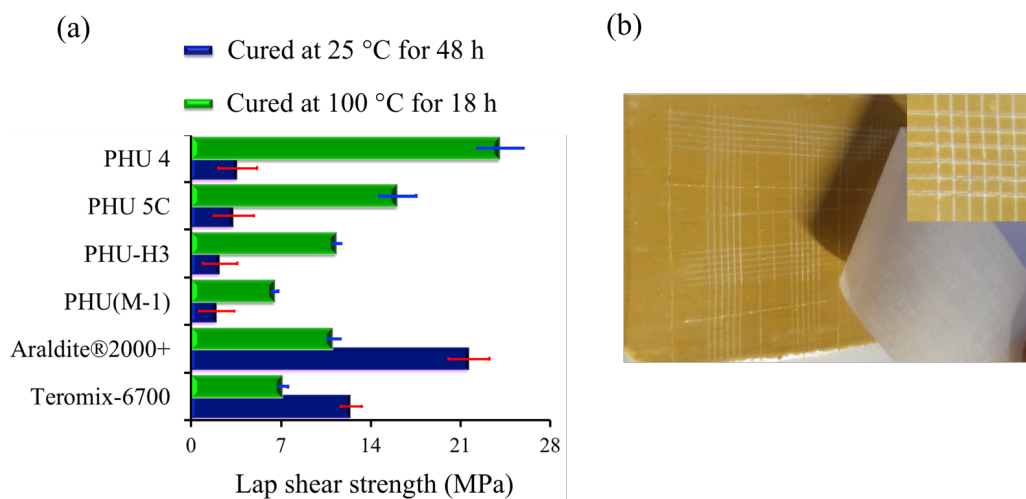 (a)
Cured at 25 °C for 48 h
Cured at 100 °C for 18 h
PHU 4
PHU 5C
PHU-H3
PHU(M-1)
Araldite®2000+
Teromix-6700
0 7 14 21 28
Lap shear strength (MPa)
(b)